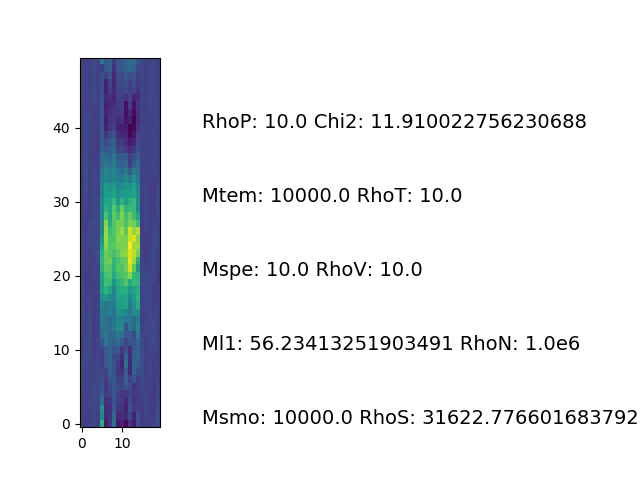 40
30
20
10
0
0 10
RhoP: 10.0 Chi2: 11.910022756230688
Mtem: 10000.0 RhoT: 10.0
Mspe: 10.0 RhoV: 10.0
Ml1: 56.23413251903491 RhoN: 1.0e6
Msmo: 10000.0 RhoS: 31622.776601683792